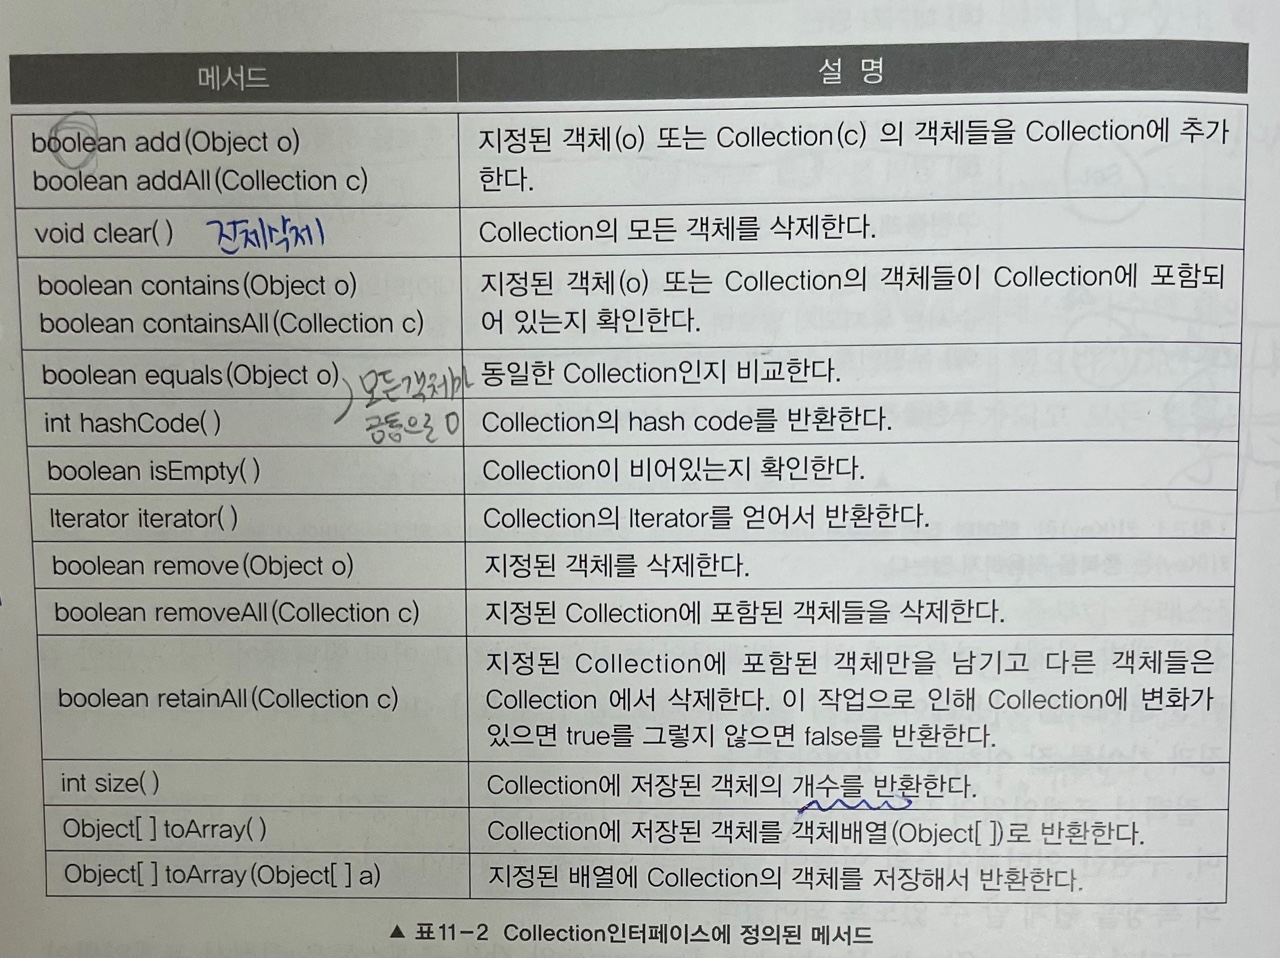 메서드
설 명
boolean add(Object o)
boolean addAll(Collection c)
지정된 객체(o) 또는 Collection(c) 의 객체들을 Collection에 추가
한다.
void clear( )
전체삭제
Collection의 모든 객체를 삭제한다.
boolean contains(Object o)
boolean containsAll(Collection c)
지정된 객체(o) 또는 Collection의 객체들이 Collection에 포함되
어 있는지 확인한다.
boolean equals(Object o)
모든객체가
공통으로
동일한 Collection인지 비교한다.
int hashCode( )
Collection의 hash code를 반환한다.
boolean isEmpty( )
Collection이 비어있는지 확인한다.
Iterator iterator( )
Collection의 Iterator를 얻어서 반환한다.
boolean remove(Object o)
지정된 객체를 삭제한다.
boolean removeAll(Collection c)
지정된 Collection에 포함된 객체들을 삭제한다.
boolean retainAll(Collection c)
지정된 Collection에 포함된 객체만을 남기고 다른 객체들은
Collection 에서 삭제한다. 이 작업으로 인해 Collection에 변화가
있으면 true를 그렇지 않으면 false를 반환한다.
int size( )
Collection에 저장된 객체의 개수를 반환한다.
Object[ ] toArray( )
Collection에 저장된 객체를 객체배열(Object[ ])로 반환한다.
Object[ ] toArray(Object[ ] a)
지정된 배열에 Collection의 객체를 저장해서 반환한다.
▲ 표11-2 Collection인터페이스에 정의된 메서드